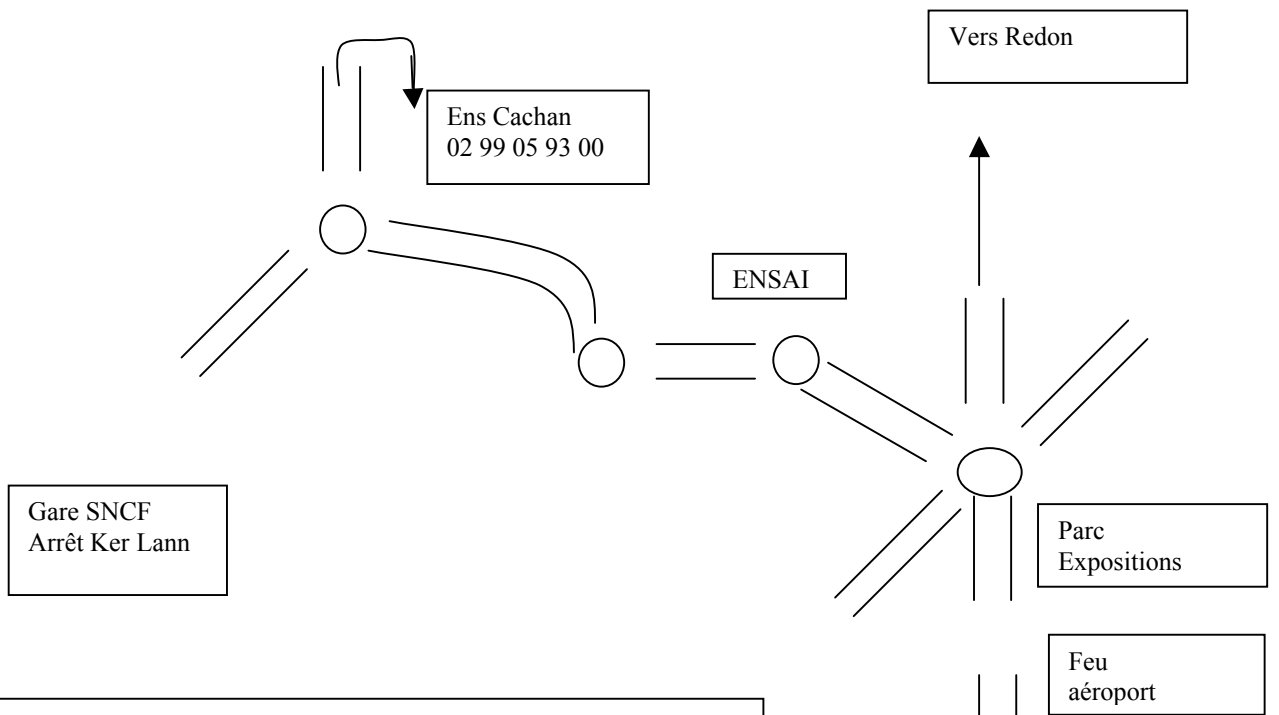 Vers Redon
Ens Cachan
02 99 05 93 00
ENSAI
Gare SNCF
Arrêt Ker Lann
Parc
Expositions
Feu
aéroport